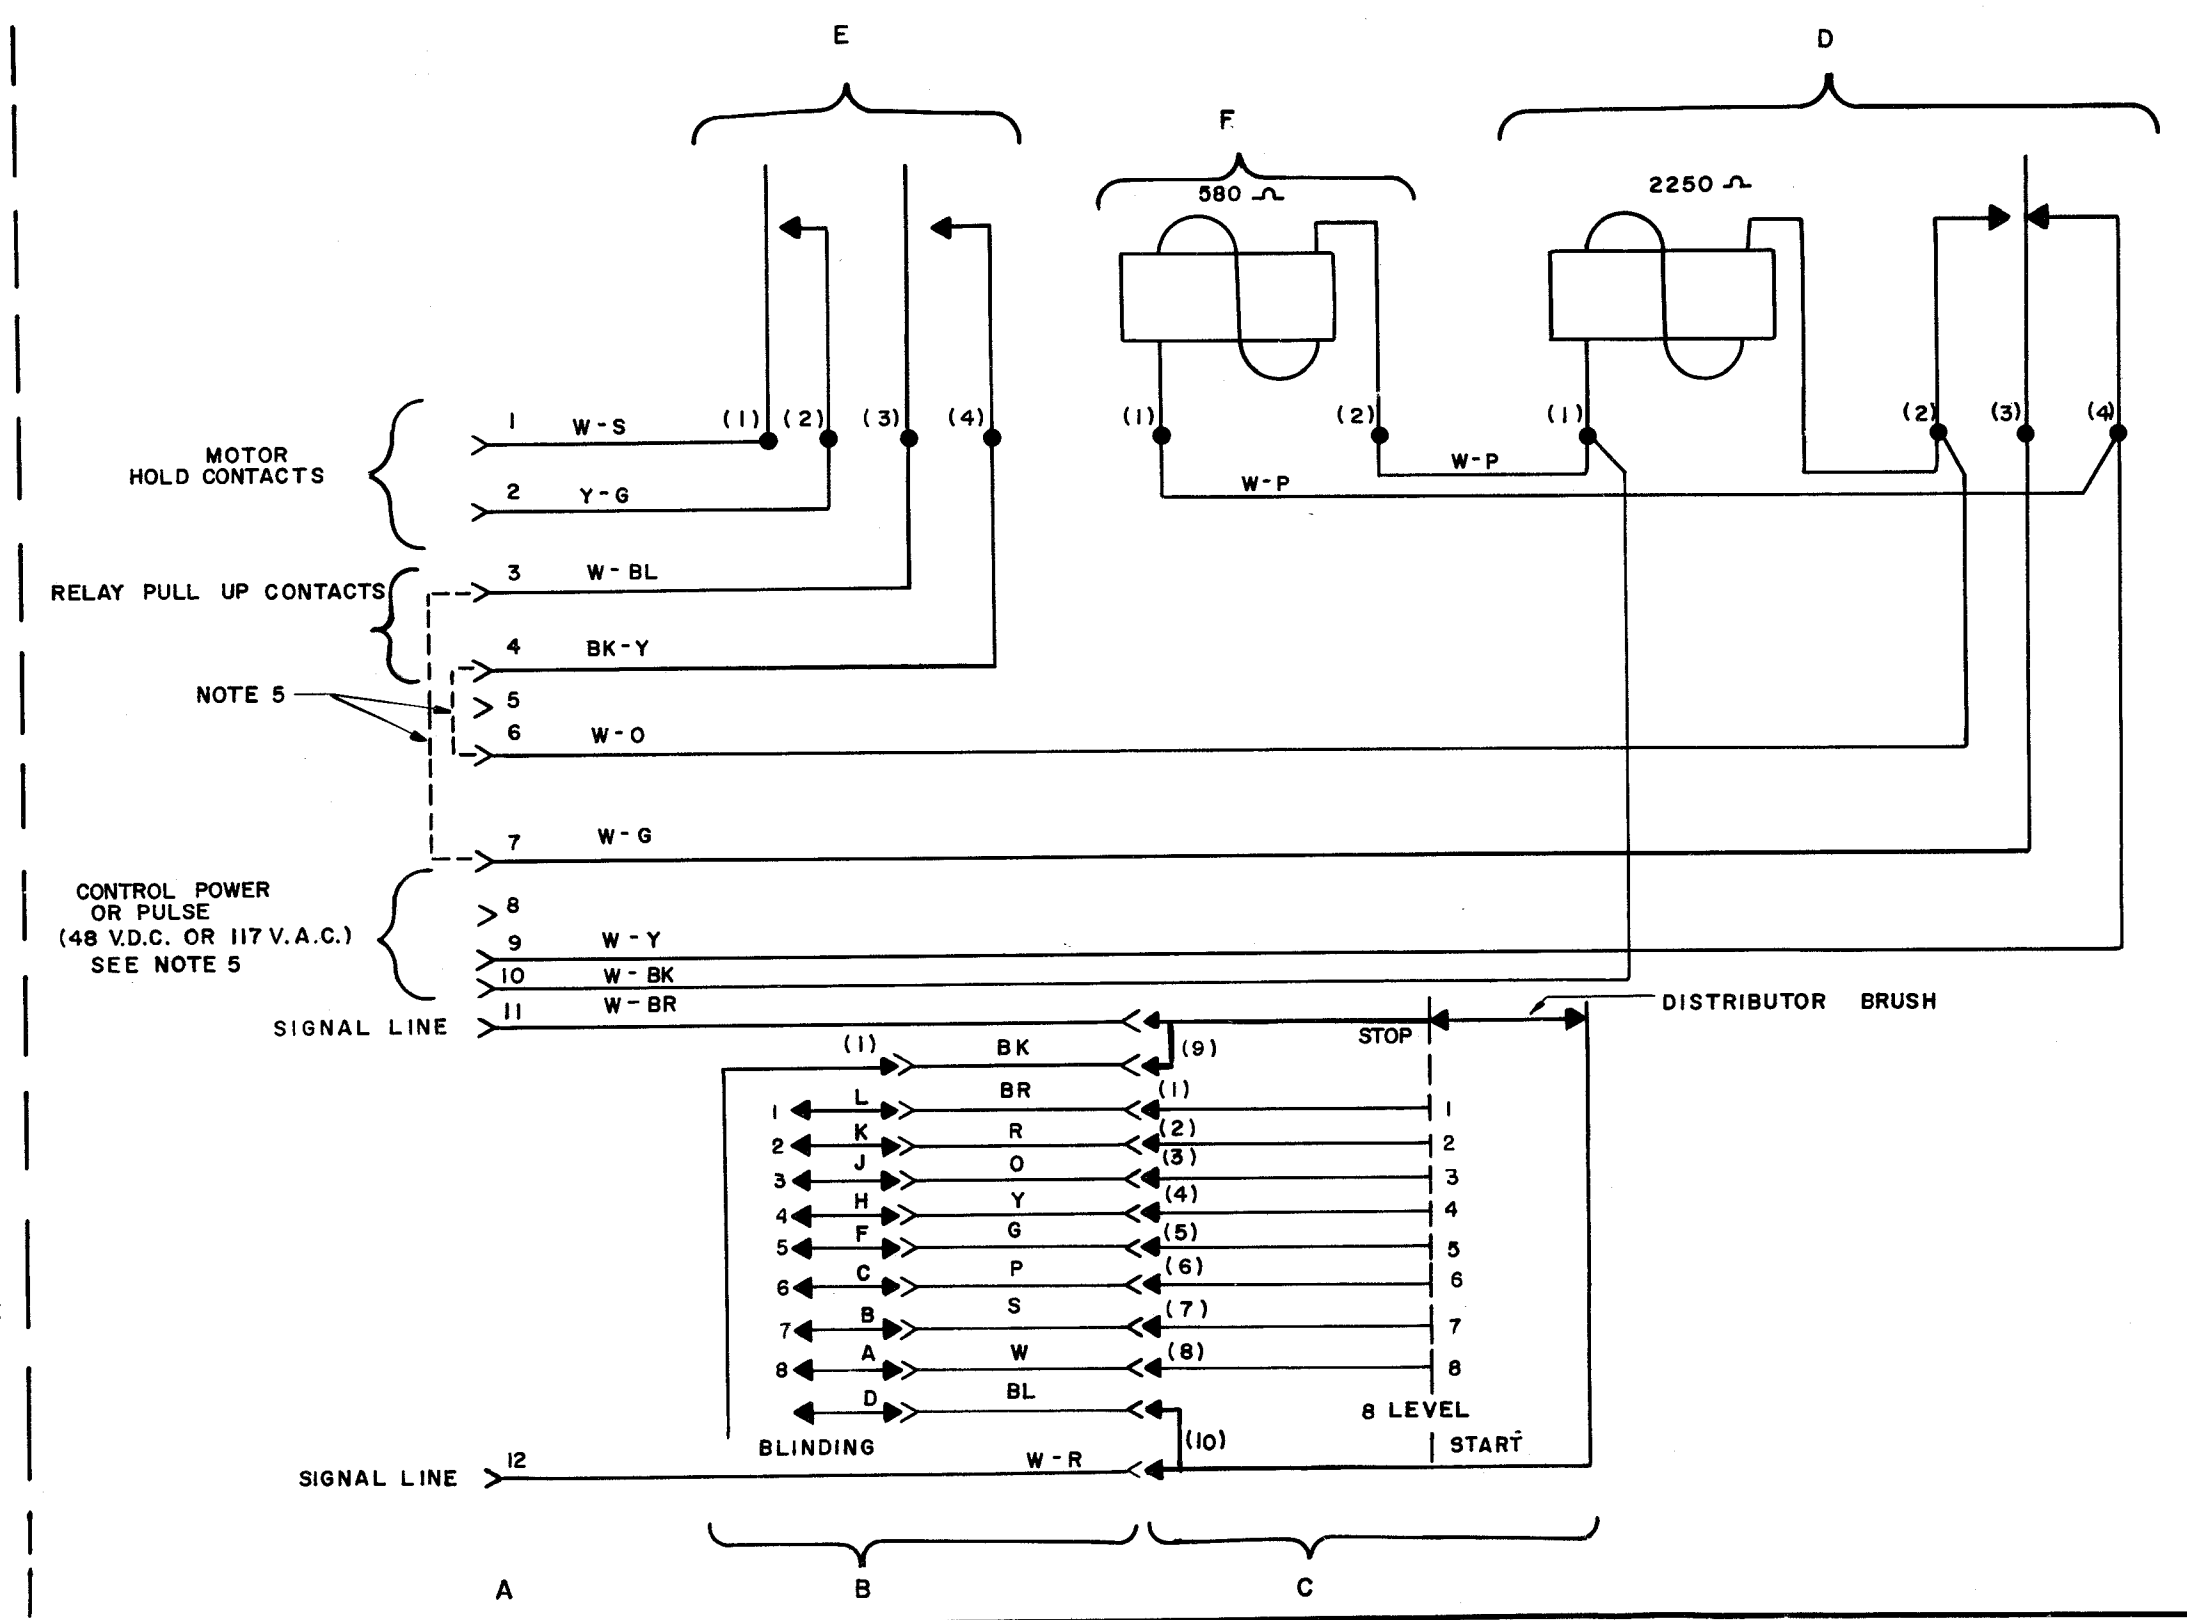 E
D
F
580 Ω
2250 Ω
MOTOR
HOLD CONTACTS
1 W-S (1) (2) (3) (4)
(1) (2) (1) (2) (3) (4)
W-P
W-P
2 Y-G
RELAY PULL UP CONTACTS
3 W-BL
4 BK-Y
NOTE 5
5
6 W-O
7 W-G
CONTROL POWER
OR PULSE
(48 V.D.C. OR 117 V.A.C.)
SEE NOTE 5
8
9 W-Y
10 W-BK
11 W-BR
SIGNAL LINE
STOP
DISTRIBUTOR BRUSH
(1) BK (9)
1 L BR (1) 1
2 K R (2) 2
3 J O (3) 3
4 H Y (4) 4
5 F G (5) 5
6 C P (6) 6
7 B S (7) 7
8 A W (8) 8
D BL
8 LEVEL
BLINDING
(10)
START
SIGNAL LINE 12 W-R
A B C